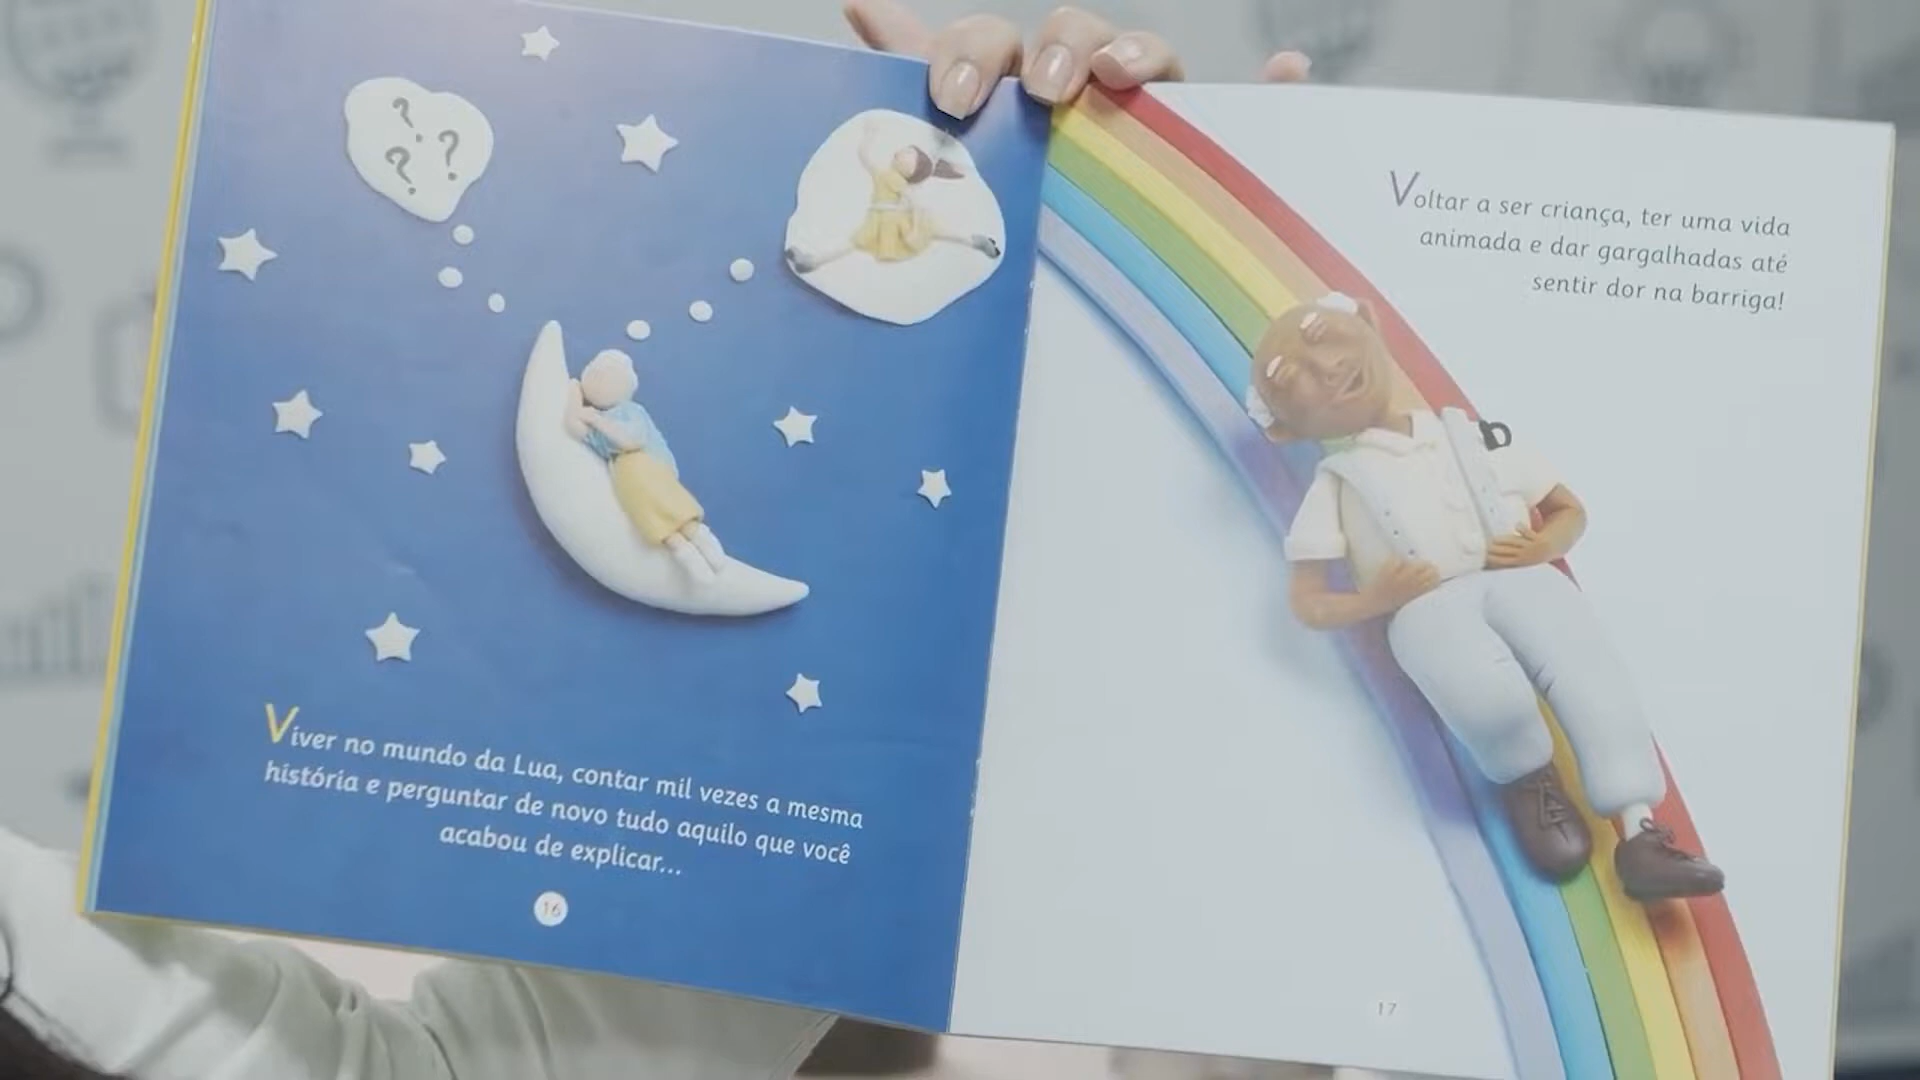 ? ? ?
Viver no mundo da Lua, contar mil vezes a mesma
história e perguntar de novo tudo aquilo que você
acabou de explicar...
16
Voltar a ser criança, ter uma vida
animada e dar gargalhadas até
sentir dor na barriga!
17